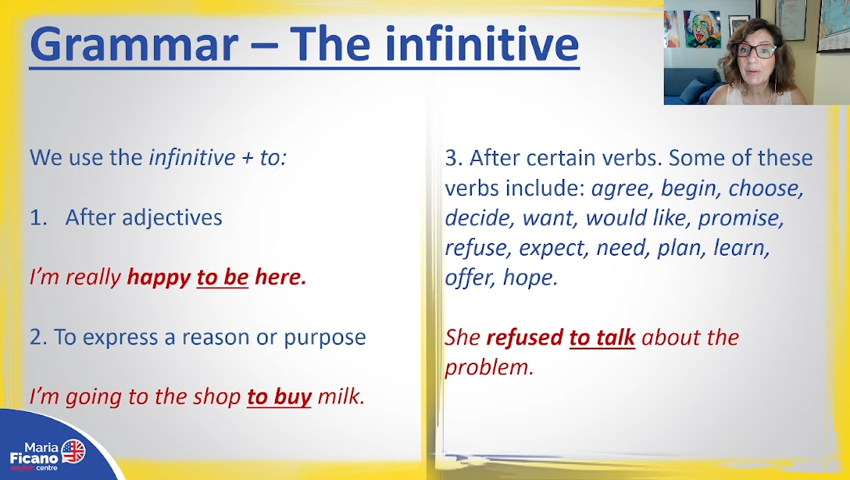 Grammar – The infinitive
We use the infinitive + to:
1. After adjectives
I'm really happy to be here.
2. To express a reason or purpose
I'm going to the shop to buy milk.
3. After certain verbs. Some of these
verbs include: agree, begin, choose,
decide, want, would like, promise,
refuse, expect, need, plan, learn,
offer, hope.
She refused to talk about the
problem.
Maria
Ficano
english centre